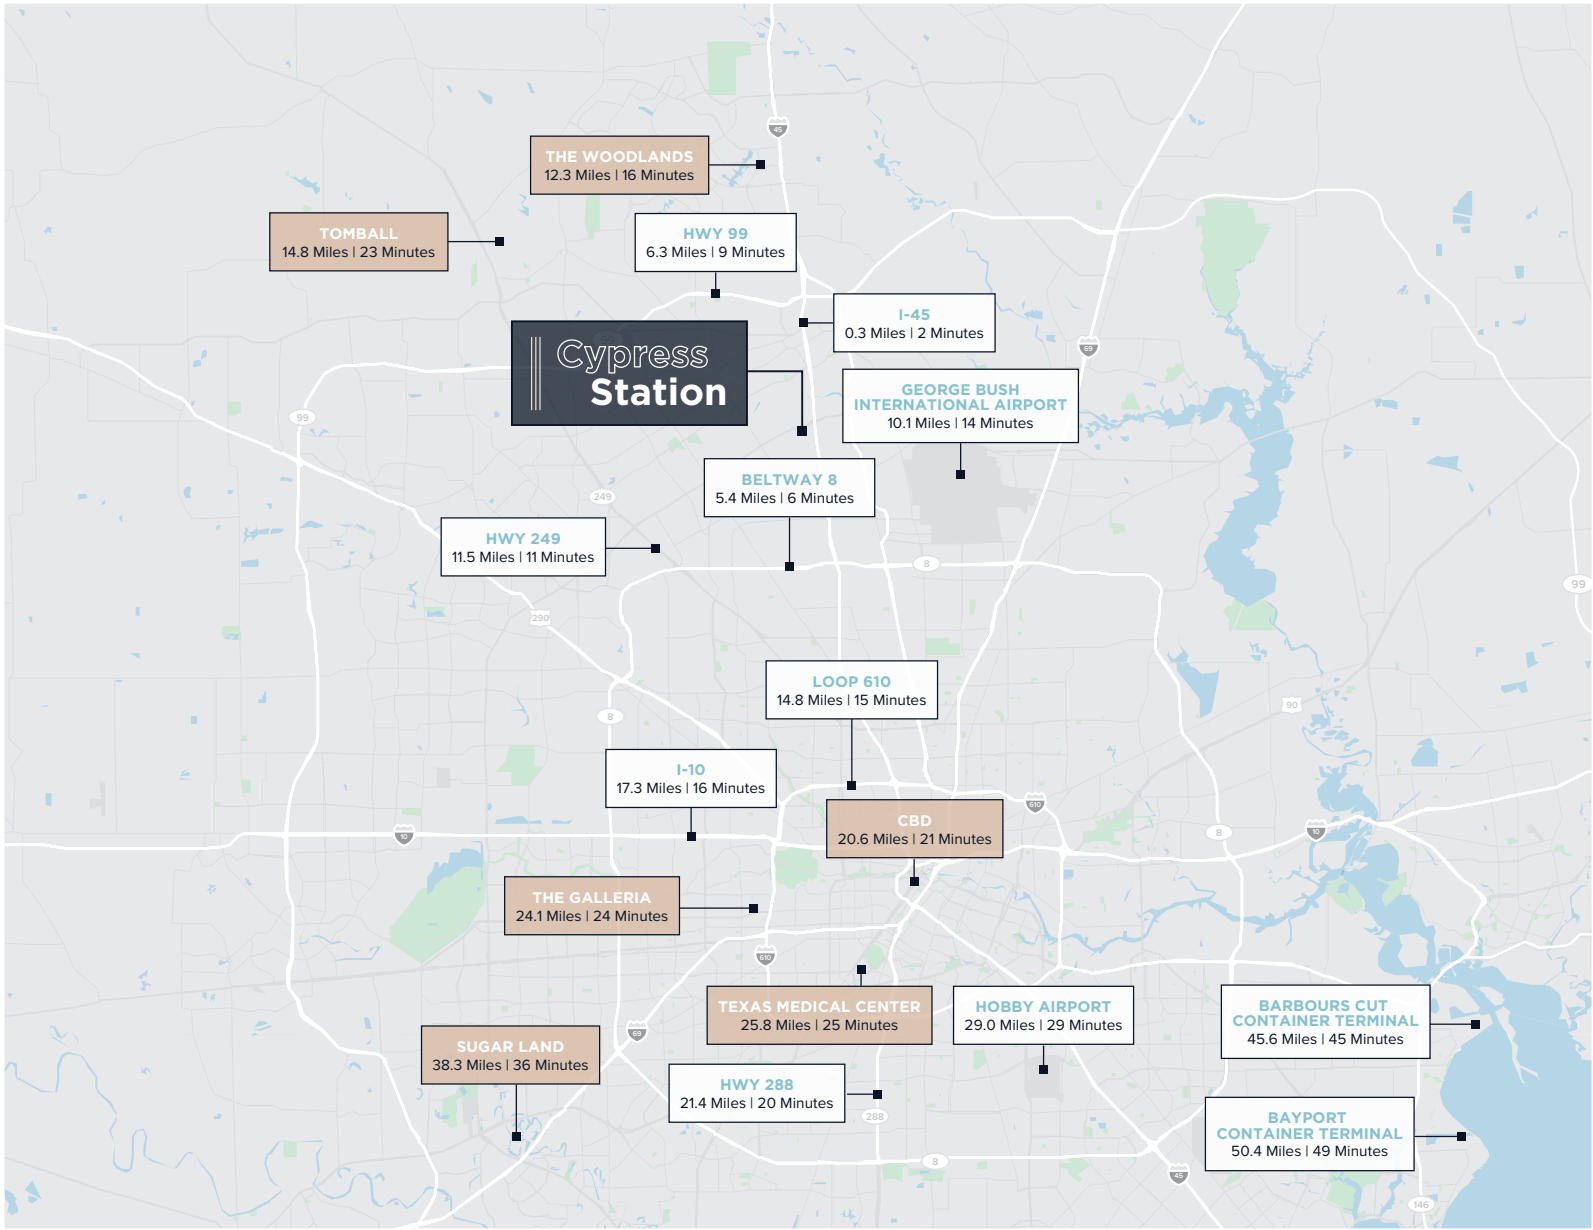 45
THE WOODLANDS
12.3 Miles | 16 Minutes
TOMBALL
14.8 Miles | 23 Minutes
HWY 99
6.3 Miles | 9 Minutes
I-45
0.3 Miles | 2 Minutes
Cypress
Station
69
GEORGE BUSH
INTERNATIONAL AIRPORT
10.1 Miles | 14 Minutes
99
BELTWAY 8
5.4 Miles | 6 Minutes
249
HWY 249
11.5 Miles | 11 Minutes
8
99
290
LOOP 610
14.8 Miles | 15 Minutes
90
8
I-10
17.3 Miles | 16 Minutes
610
CBD
20.6 Miles | 21 Minutes
10
8
10
THE GALLERIA
24.1 Miles | 24 Minutes
610
TEXAS MEDICAL CENTER
25.8 Miles | 25 Minutes
HOBBY AIRPORT
29.0 Miles | 29 Minutes
BARBOURS CUT
CONTAINER TERMINAL
45.6 Miles | 45 Minutes
69
SUGAR LAND
38.3 Miles | 36 Minutes
HWY 288
21.4 Miles | 20 Minutes
288
BAYPORT
CONTAINER TERMINAL
50.4 Miles | 49 Minutes
8
45
146